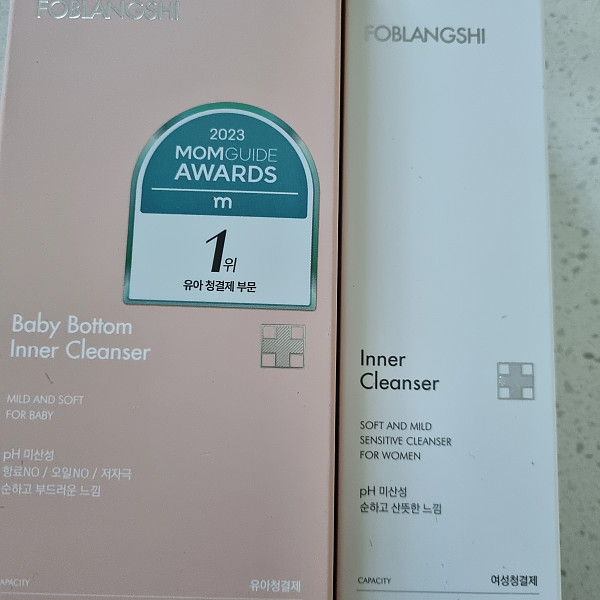 FOBLANGSHI
2023
MOMGUIDE
AWARDS
m
1위
유아 청결제 부문
Baby Bottom
Inner Cleanser
MILD AND SOFT
FOR BABY
pH 미산성
향료NO / 오일NO / 저자극
순하고 부드러운 느낌
CAPACITY
유아청결제
FOBLANGSHI
Inner
Cleanser
SOFT AND MILD
SENSITIVE CLEANSER
FOR WOMEN
pH 미산성
순하고 산뜻한 느낌
CAPACITY
여성청결제